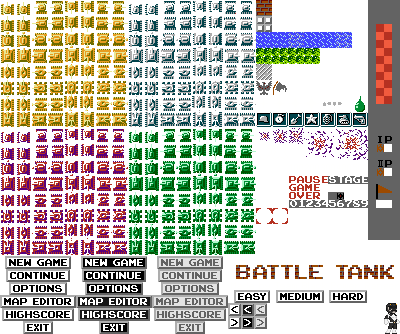 IP
IP
PAUSE STAGE
GAME
OVER
0123456789
NEW GAME NEW GAME NEW GAME
CONTINUE CONTINUE CONTINUE
OPTIONS OPTIONS OPTIONS
MAP EDITOR MAP EDITOR MAP EDITOR
HIGHSCORE HIGHSCORE HIGHSCORE
EXIT EXIT EXIT
BATTLE TANK
EASY MEDIUM HARD
< <
> >